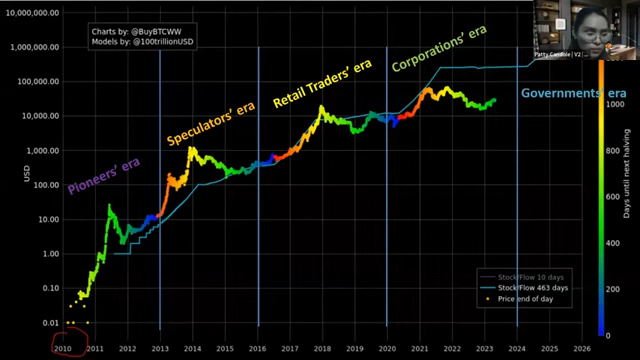 10,000,000.00
1,000,000.00
100,000.00
10,000.00
1,000.00
100.00
10.00
1.00
0.10
0.01
USD
Charts by: @BuyBTCWW
Models by: @100trillionUSD
Pioneers' era
Speculators' era
Retail Traders' era
Corporations' era
Governments' era
Stock/Flow 10 days
Stock/Flow 463 days
Price end of day
2010 2011 2012 2013 2014 2015 2016 2017 2018 2019 2020 2021 2022 2023 2024 2025 2026
1000
800
600
400
200
0
Days until next halving